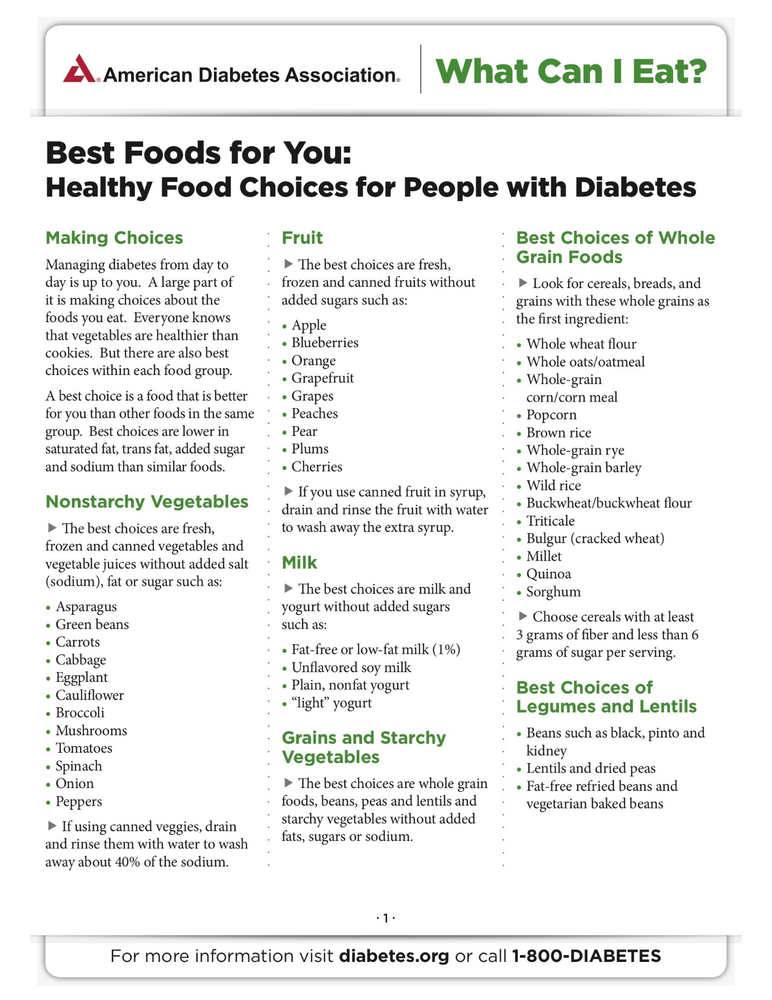 American Diabetes Association®
What Can I Eat?
Best Foods for You:
Healthy Food Choices for People with Diabetes
Making Choices
Managing diabetes from day to
day is up to you.  A large part of
it is making choices about the
foods you eat.  Everyone knows
that vegetables are healthier than
cookies.  But there are also best
choices within each food group.
A best choice is a food that is better
for you than other foods in the same
group.  Best choices are lower in
saturated fat, trans fat, added sugar
and sodium than similar foods.
Nonstarchy Vegetables
▶ The best choices are fresh,
frozen and canned vegetables and
vegetable juices without added salt
(sodium), fat or sugar such as:
• Asparagus
• Green beans
• Carrots
• Cabbage
• Eggplant
• Cauliflower
• Broccoli
• Mushrooms
• Tomatoes
• Spinach
• Onion
• Peppers
▶ If using canned veggies, drain
and rinse them with water to wash
away about 40% of the sodium.
Fruit
▶ The best choices are fresh,
frozen and canned fruits without
added sugars such as:
• Apple
• Blueberries
• Orange
• Grapefruit
• Grapes
• Peaches
• Pear
• Plums
• Cherries
▶ If you use canned fruit in syrup,
drain and rinse the fruit with water
to wash away the extra syrup.
Milk
▶ The best choices are milk and
yogurt without added sugars
such as:
• Fat-free or low-fat milk (1%)
• Unflavored soy milk
• Plain, nonfat yogurt
• “light” yogurt
Grains and Starchy
Vegetables
▶ The best choices are whole grain
foods, beans, peas and lentils and
starchy vegetables without added
fats, sugars or sodium.
Best Choices of Whole
Grain Foods
▶ Look for cereals, breads, and
grains with these whole grains as
the first ingredient:
• Whole wheat flour
• Whole oats/oatmeal
• Whole-grain
corn/corn meal
• Popcorn
• Brown rice
• Whole-grain rye
• Whole-grain barley
• Wild rice
• Buckwheat/buckwheat flour
• Triticale
• Bulgur (cracked wheat)
• Millet
• Quinoa
• Sorghum
▶ Choose cereals with at least
3 grams of fiber and less than 6
grams of sugar per serving.
Best Choices of
Legumes and Lentils
• Beans such as black, pinto and
kidney
• Lentils and dried peas
• Fat-free refried beans and
vegetarian baked beans
· 1 ·
For more information visit diabetes.org or call 1-800-DIABETES